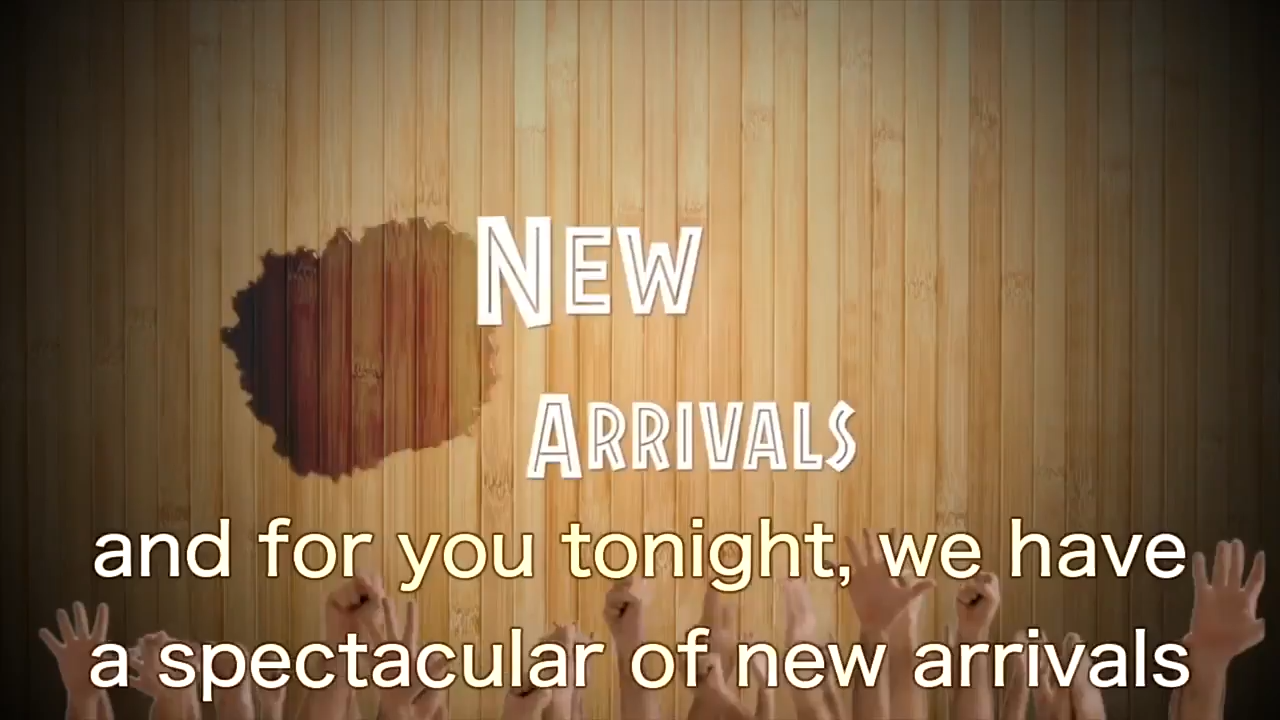 NEW
ARRIVALS
and for you tonight, we have
a spectacular of new arrivals